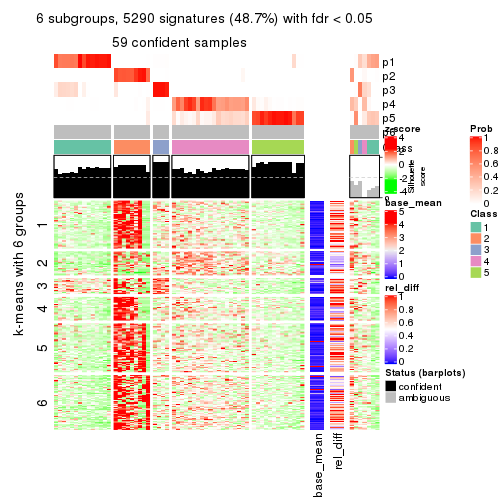 6 subgroups, 5290 signatures (48.7%) with fdr < 0.05
59 confident samples
p1
p2
p3
p4
p5
p6
Class
z-score
4
2
0
-2
-4
Silhouette
score
Prob
1
0.8
0.6
0.4
0.2
0
base_mean
5
4
3
2
1
0
Class
1
2
3
4
5
rel_diff
1
0.8
0.6
0.4
0.2
0
Status (barplots)
confident
ambiguous
k-means with 6 groups
1
2
3
4
5
6
base_mean
rel_diff